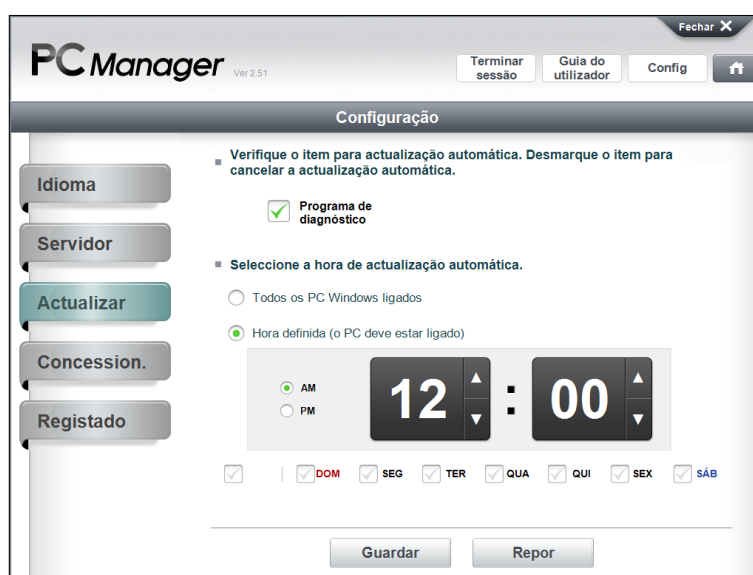 Fechar X
PC Manager Ver 2.51
Terminar sessão
Guia do utilizador
Config
Configuração
Idioma
Servidor
Actualizar
Concession.
Registado
Verifique o item para actualização automática. Desmarque o item para
cancelar a actualização automática.
Programa de
diagnóstico
Seleccione a hora de actualização automática.
Todos os PC Windows ligados
Hora definida (o PC deve estar ligado)
AM
PM
12 : 00
DOM SEG TER QUA QUI SEX SÁB
Guardar Repor